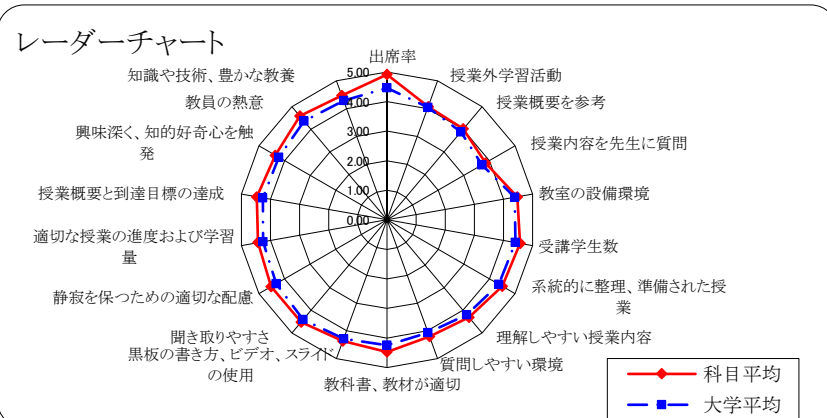 レーダーチャート
出席率
授業外学習活動
授業概要を参考
授業内容を先生に質問
教室の設備環境
受講学生数
系統的に整理、準備された授
業
理解しやすい授業内容
質問しやすい環境
教科書、教材が適切
黒板の書き方、ビデオ、スライド
の使用
聞き取りやすさ
静寂を保つための適切な配慮
適切な授業の進度および学習
量
授業概要と到達目標の達成
興味深く、知的好奇心を触
発
教員の熱意
知識や技術、豊かな教養
5.00
4.00
3.00
2.00
1.00
0.00
科目平均
大学平均